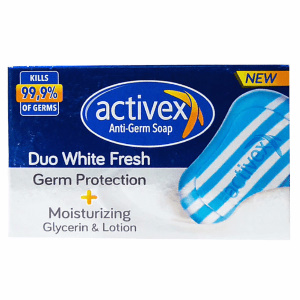 KILLS
99,9%
OF GERMS
NEW
activex
Anti-Germ Soap
Duo White Fresh
Germ Protection
+
Moisturizing
Glycerin & Lotion
activex